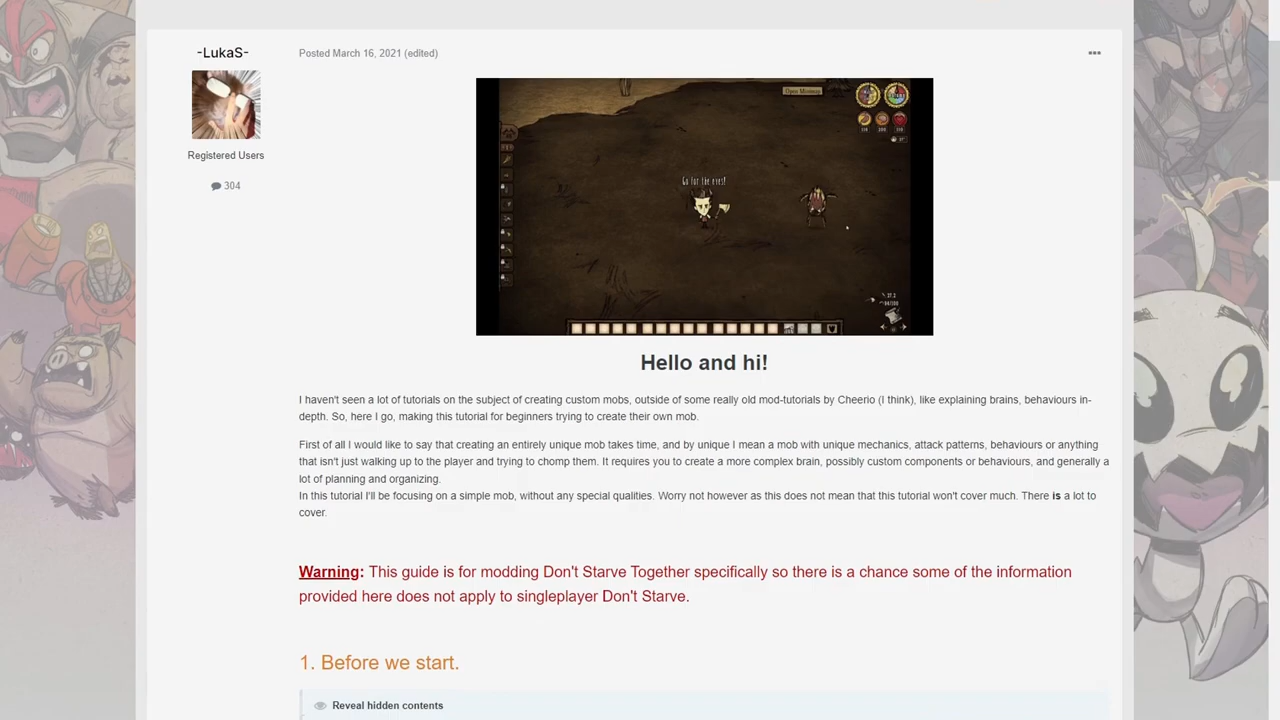 -LukaS-
Registered Users
304
Posted March 16, 2021 (edited)
Open Minimap
Go for the eyes!
Hello and hi!
I haven't seen a lot of tutorials on the subject of creating custom mobs, outside of some really old mod-tutorials by Cheerio (I think), like explaining brains, behaviours in-
depth. So, here I go, making this tutorial for beginners trying to create their own mob.
First of all I would like to say that creating an entirely unique mob takes time, and by unique I mean a mob with unique mechanics, attack patterns, behaviours or anything
that isn't just walking up to the player and trying to chomp them. It requires you to create a more complex brain, possibly custom components or behaviours, and generally a
lot of planning and organizing.
In this tutorial I'll be focusing on a simple mob, without any special qualities. Worry not however as this does not mean that this tutorial won't cover much. There is a lot to
cover.
Warning: This guide is for modding Don't Starve Together specifically so there is a chance some of the information
provided here does not apply to singleplayer Don't Starve.
1. Before we start.
Reveal hidden contents